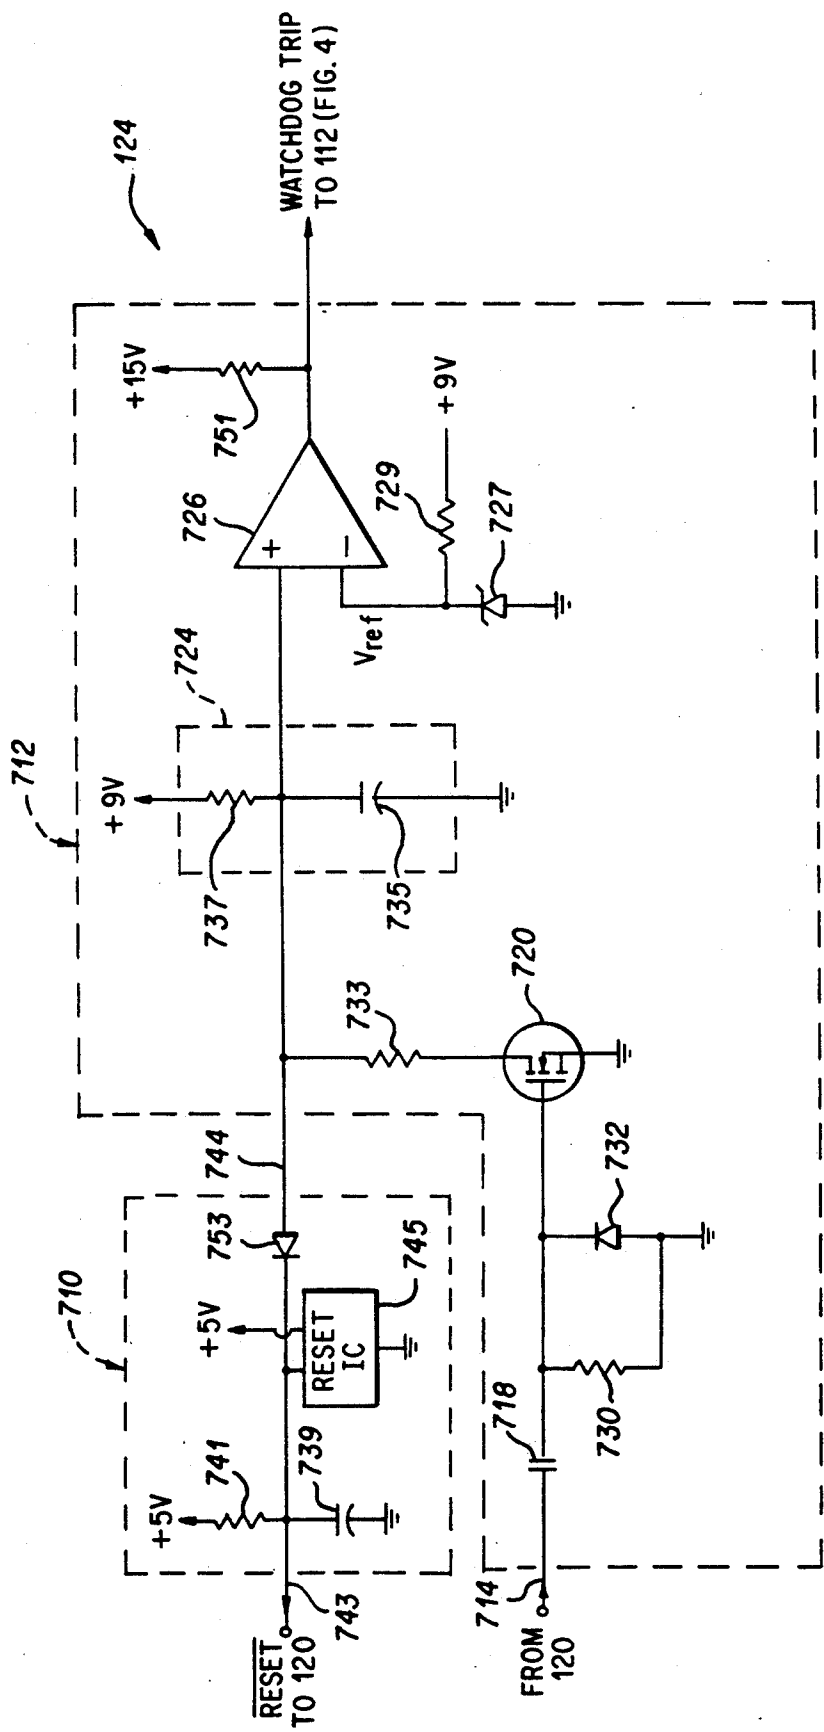 124
WATCHDOG TRIP
TO 112 (FIG. 4)
712
+15V
751
726
+
−
+9V
729
727
Vref
724
+9V
737
735
733
720
744
710
753
+5V
RESET
IC
745
+5V
741
739
743
RESET
TO 120
732
730
718
714
FROM
120